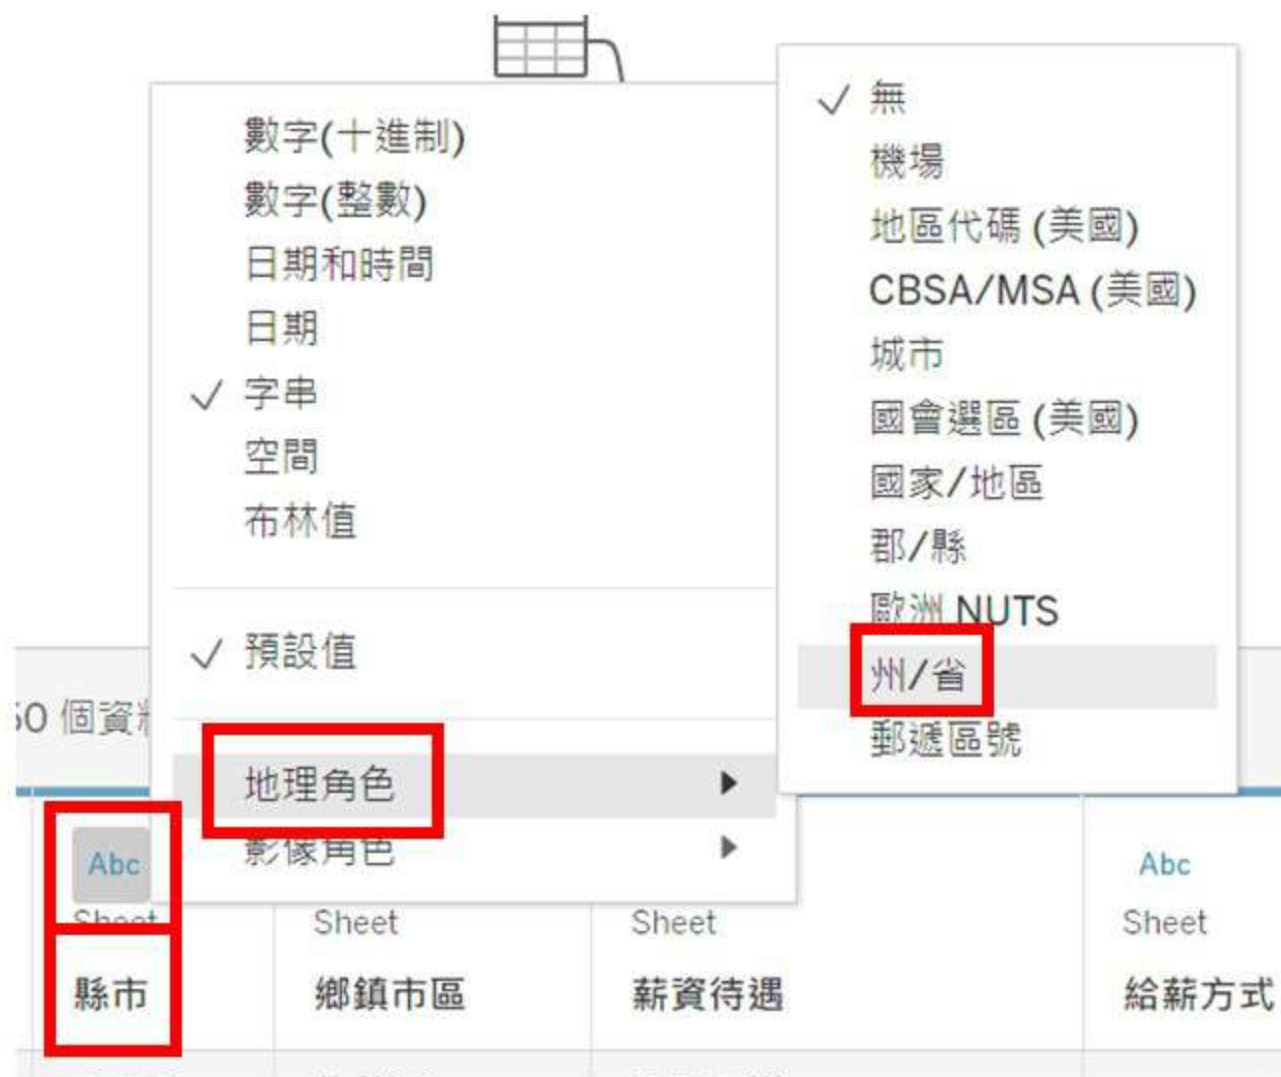 數字(十進制)
數字(整數)
日期和時間
日期
字串
空間
布林值
預設值
地理角色
影像角色
無
機場
地區代碼 (美國)
CBSA/MSA (美國)
城市
國會選區 (美國)
國家/地區
郡/縣
歐洲 NUTS
州/省
郵遞區號
個資
Abc
Sheet
縣市
Sheet
鄉鎮市區
Sheet
薪資待遇
Abc
Sheet
給薪方式